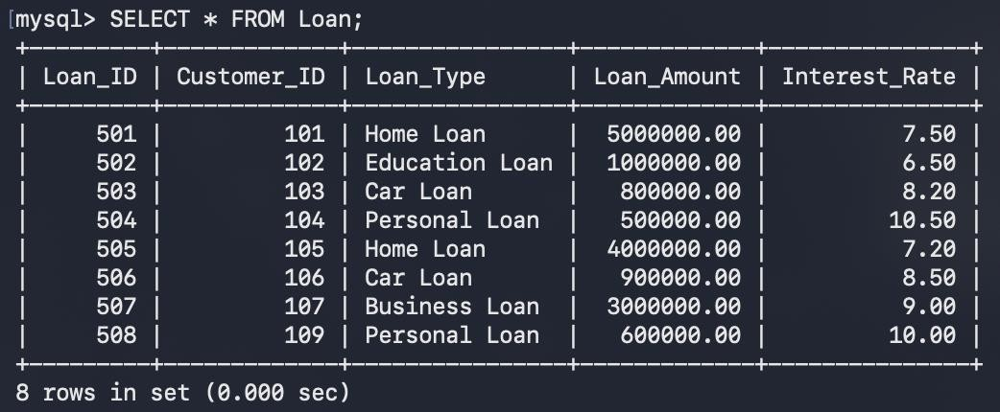 [mysql> SELECT * FROM Loan;
+---------+-------------+----------------+-------------+---------------+
| Loan_ID | Customer_ID | Loan_Type      | Loan_Amount | Interest_Rate |
+---------+-------------+----------------+-------------+---------------+
|     501 |         101 | Home Loan      |  5000000.00 |          7.50 |
|     502 |         102 | Education Loan |  1000000.00 |          6.50 |
|     503 |         103 | Car Loan       |   800000.00 |          8.20 |
|     504 |         104 | Personal Loan  |   500000.00 |         10.50 |
|     505 |         105 | Home Loan      |  4000000.00 |          7.20 |
|     506 |         106 | Car Loan       |   900000.00 |          8.50 |
|     507 |         107 | Business Loan  |  3000000.00 |          9.00 |
|     508 |         109 | Personal Loan  |   600000.00 |         10.00 |
+---------+-------------+----------------+-------------+---------------+
8 rows in set (0.000 sec)